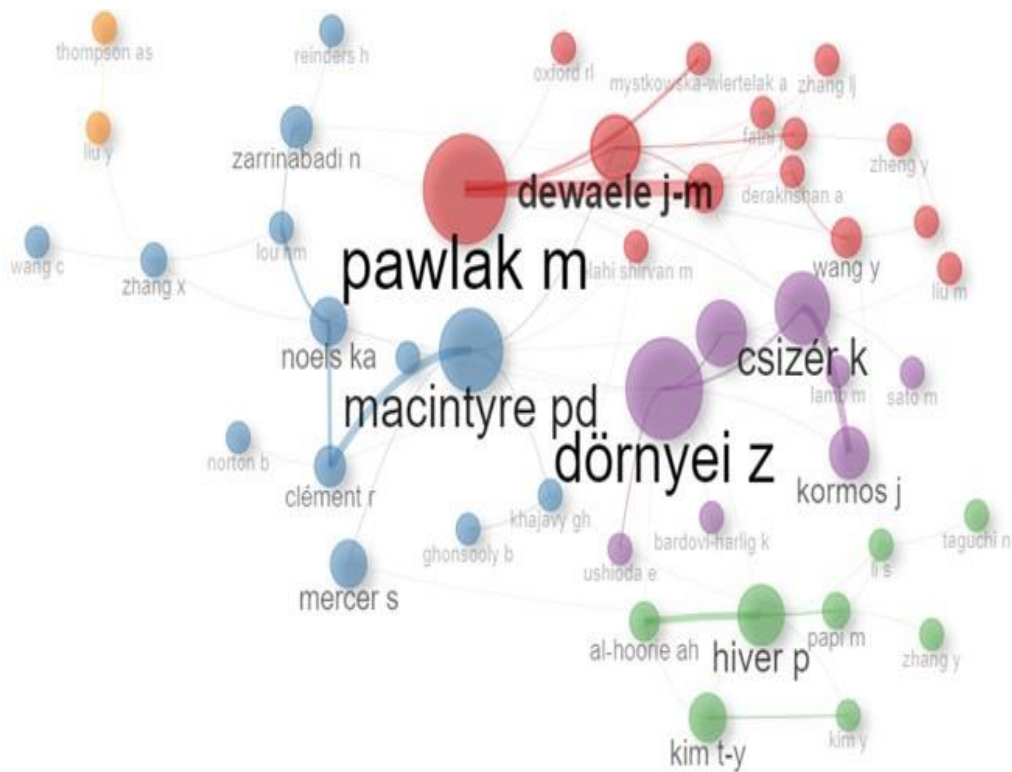 thompson as
reinders h
oxford rl
mystkowska-wiertelak a
zhang lj
liu y
zarrinabadi n
zheng y
dewaele j-m
derakhshan a
wang c
zhang x
lou nm
pawlak m
wang y
liu m
noels ka
csizér k
macintyre pd
lamb m
sato m
norton b
clément r
dörnyei z
kormos j
ghonsooly b
khajavy gh
bardovi-harlig k
taguchi n
ushioda e
li s
mercer s
al-hoorie ah
hiver p
papi m
zhang y
kim t-y
kim y